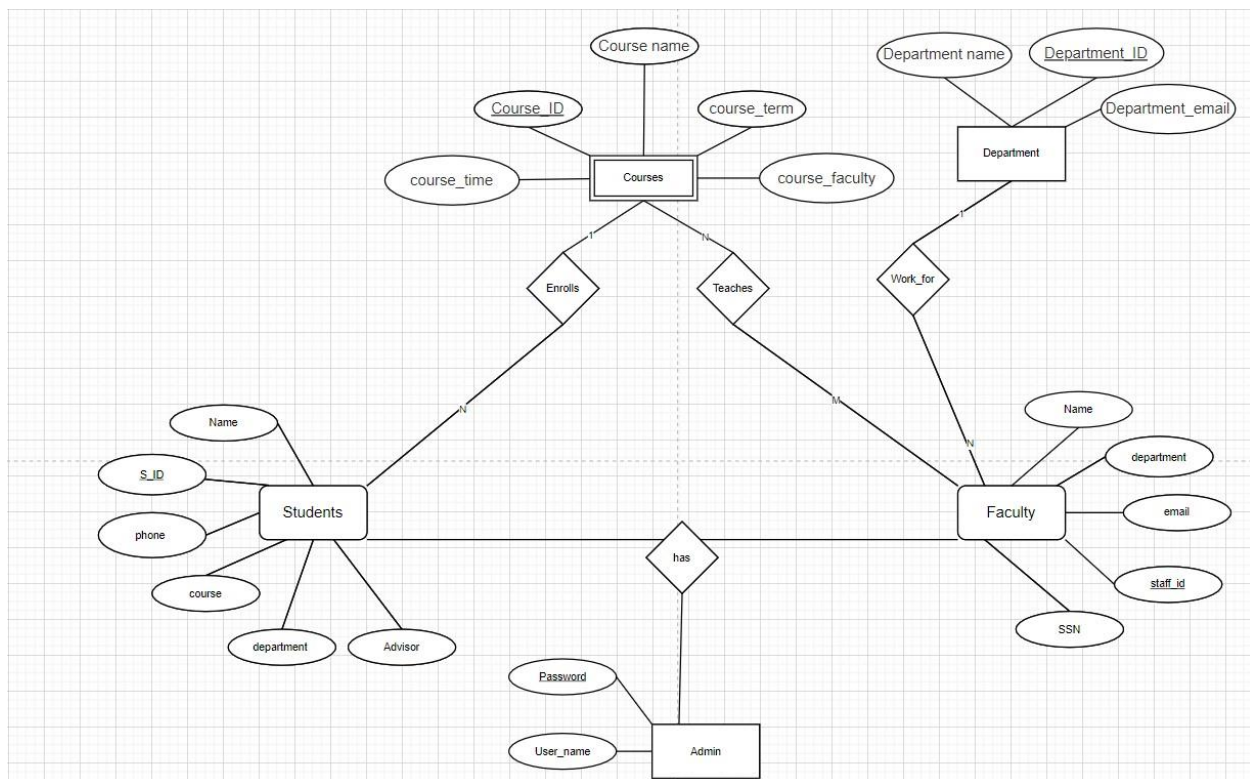 Course name
Department name
Department_ID
Course_ID
course_term
Department_email
course_time
Courses
course_faculty
Department
1
N
1
Enrolls
Teaches
Work_for
N
M
N
Name
Name
S_ID
department
Students
Faculty
email
phone
has
course
staff_id
department
Advisor
SSN
Password
User_name
Admin